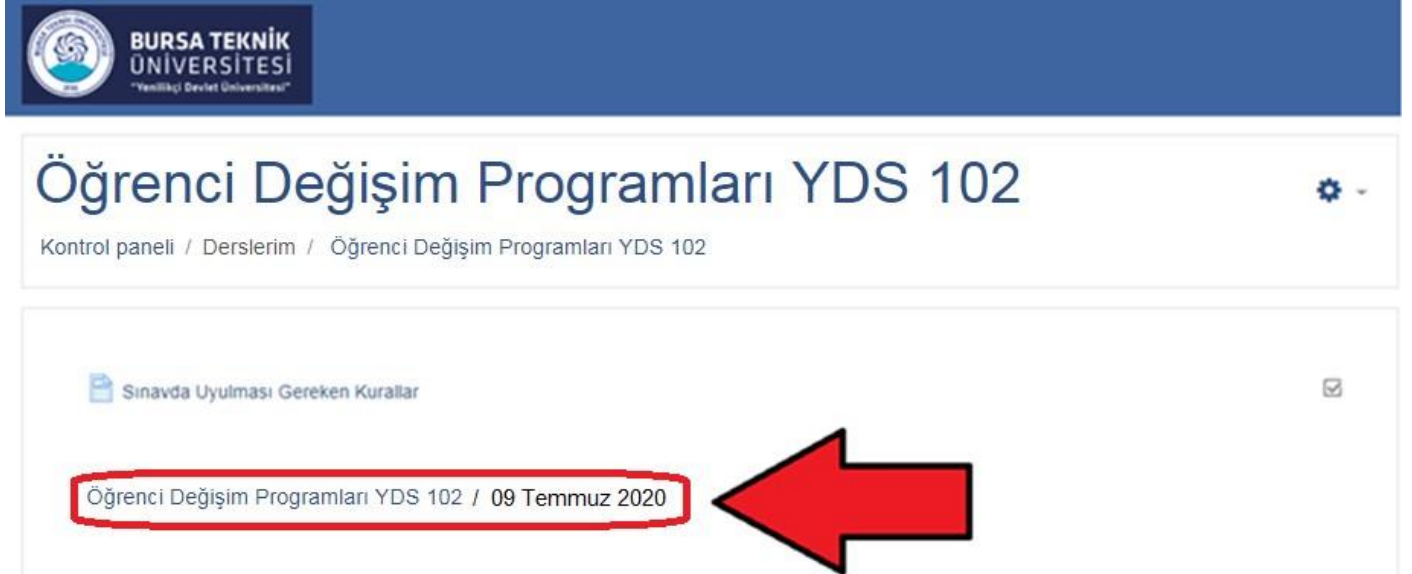 BURSA TEKNİK
ÜNİVERSİTESİ
"Yenilikçi Devlet Üniversitesi"
Öğrenci Değişim Programları YDS 102
Kontrol paneli / Derslerim / Öğrenci Değişim Programları YDS 102
Sınavda Uyulması Gereken Kurallar
Öğrenci Değişim Programları YDS 102 / 09 Temmuz 2020